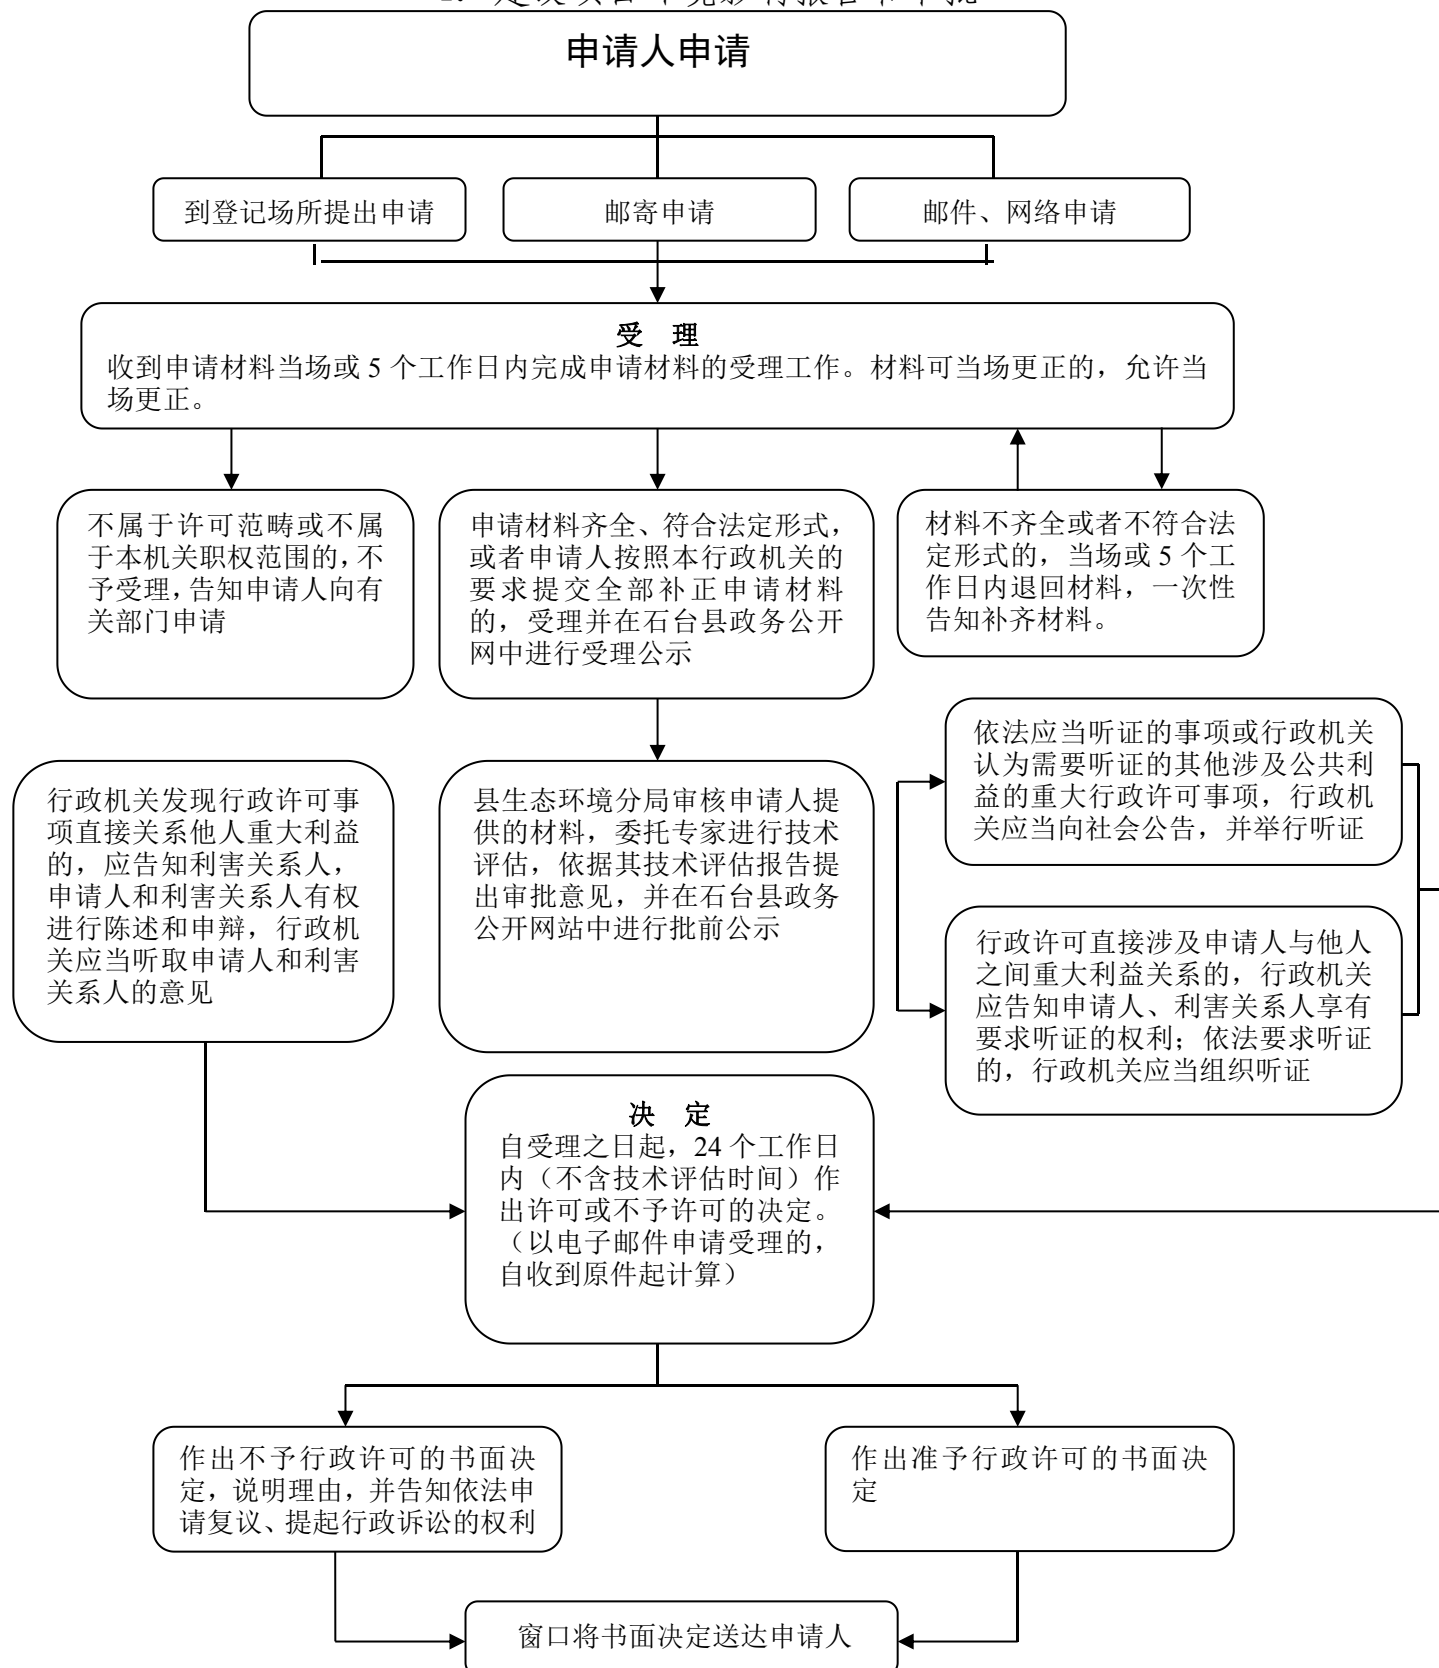 申请人申请
到登记场所提出申请
邮寄申请
邮件、网络申请
受 理
收到申请材料当场或 5 个工作日内完成申请材料的受理工作。材料可当场更正的，允许当
场更正。
不属于许可范畴或不属
于本机关职权范围的，不
予受理，告知申请人向有
关部门申请
申请材料齐全、符合法定形式，
或者申请人按照本行政机关的
要求提交全部补正申请材料
的，受理并在石台县政务公开
网中进行受理公示
材料不齐全或者不符合法
定形式的，当场或 5 个工
作日内退回材料，一次性
告知补齐材料。
行政机关发现行政许可事
项直接关系他人重大利益
的，应告知利害关系人，
申请人和利害关系人有权
进行陈述和申辩，行政机
关应当听取申请人和利害
关系人的意见
县生态环境分局审核申请人提
供的材料，委托专家进行技术
评估，依据其技术评估报告提
出审批意见，并在石台县政务
公开网站中进行批前公示
依法应当听证的事项或行政机关
认为需要听证的其他涉及公共利
益的重大行政许可事项，行政机
关应当向社会公告，并举行听证
行政许可直接涉及申请人与他人
之间重大利益关系的，行政机关
应告知申请人、利害关系人享有
要求听证的权利；依法要求听证
的，行政机关应当组织听证
决 定
自受理之日起，24 个工作日
内（不含技术评估时间）作
出许可或不予许可的决定。
（以电子邮件申请受理的，
自收到原件起计算）
作出不予行政许可的书面决
定，说明理由，并告知依法申
请复议、提起行政诉讼的权利
作出准予行政许可的书面决
定
窗口将书面决定送达申请人